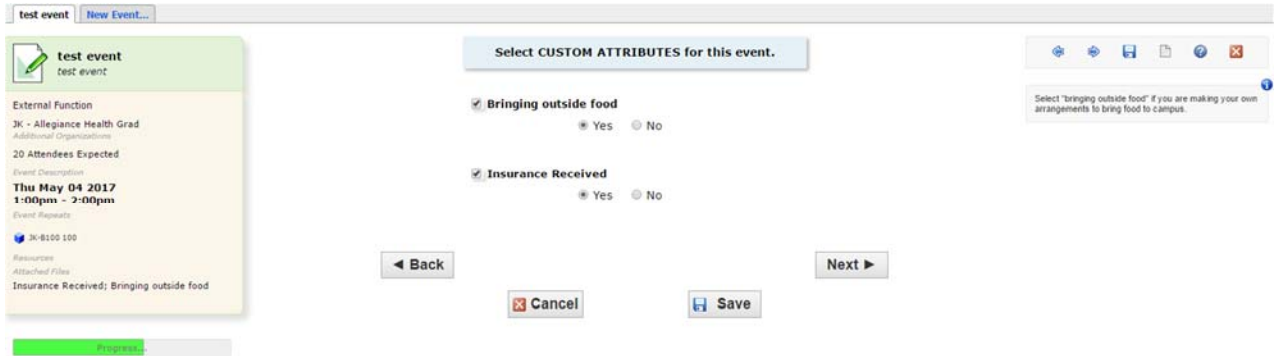 test event
New Event...
test event
test event
External Function
JK - Allegiance Health Grad
Additional Organizations
20 Attendees Expected
Event Description
Thu May 04 2017
1:00pm - 2:00pm
Event Repeats
JK-B100 100
Resources
Attached Files
Insurance Received; Bringing outside food
Progress...
Select CUSTOM ATTRIBUTES for this event.
Bringing outside food
Yes No
Insurance Received
Yes No
◄ Back
Next ►
Cancel
Save
Select "bringing outside food" if you are making your own
arrangements to bring food to campus.